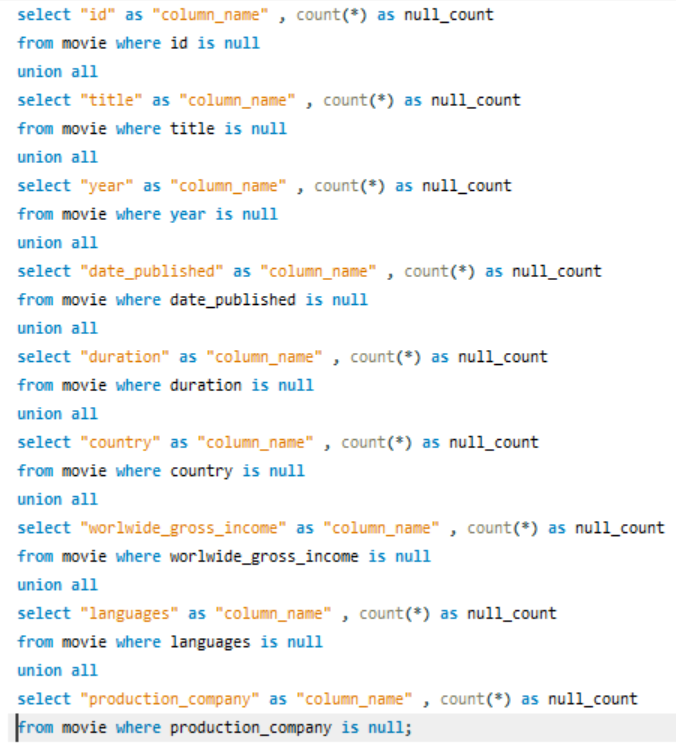 select "id" as "column_name" , count(*) as null_count
from movie where id is null
union all
select "title" as "column_name" , count(*) as null_count
from movie where title is null
union all
select "year" as "column_name" , count(*) as null_count
from movie where year is null
union all
select "date_published" as "column_name" , count(*) as null_count
from movie where date_published is null
union all
select "duration" as "column_name" , count(*) as null_count
from movie where duration is null
union all
select "country" as "column_name" , count(*) as null_count
from movie where country is null
union all
select "worlwide_gross_income" as "column_name" , count(*) as null_count
from movie where worlwide_gross_income is null
union all
select "languages" as "column_name" , count(*) as null_count
from movie where languages is null
union all
select "production_company" as "column_name" , count(*) as null_count
from movie where production_company is null;